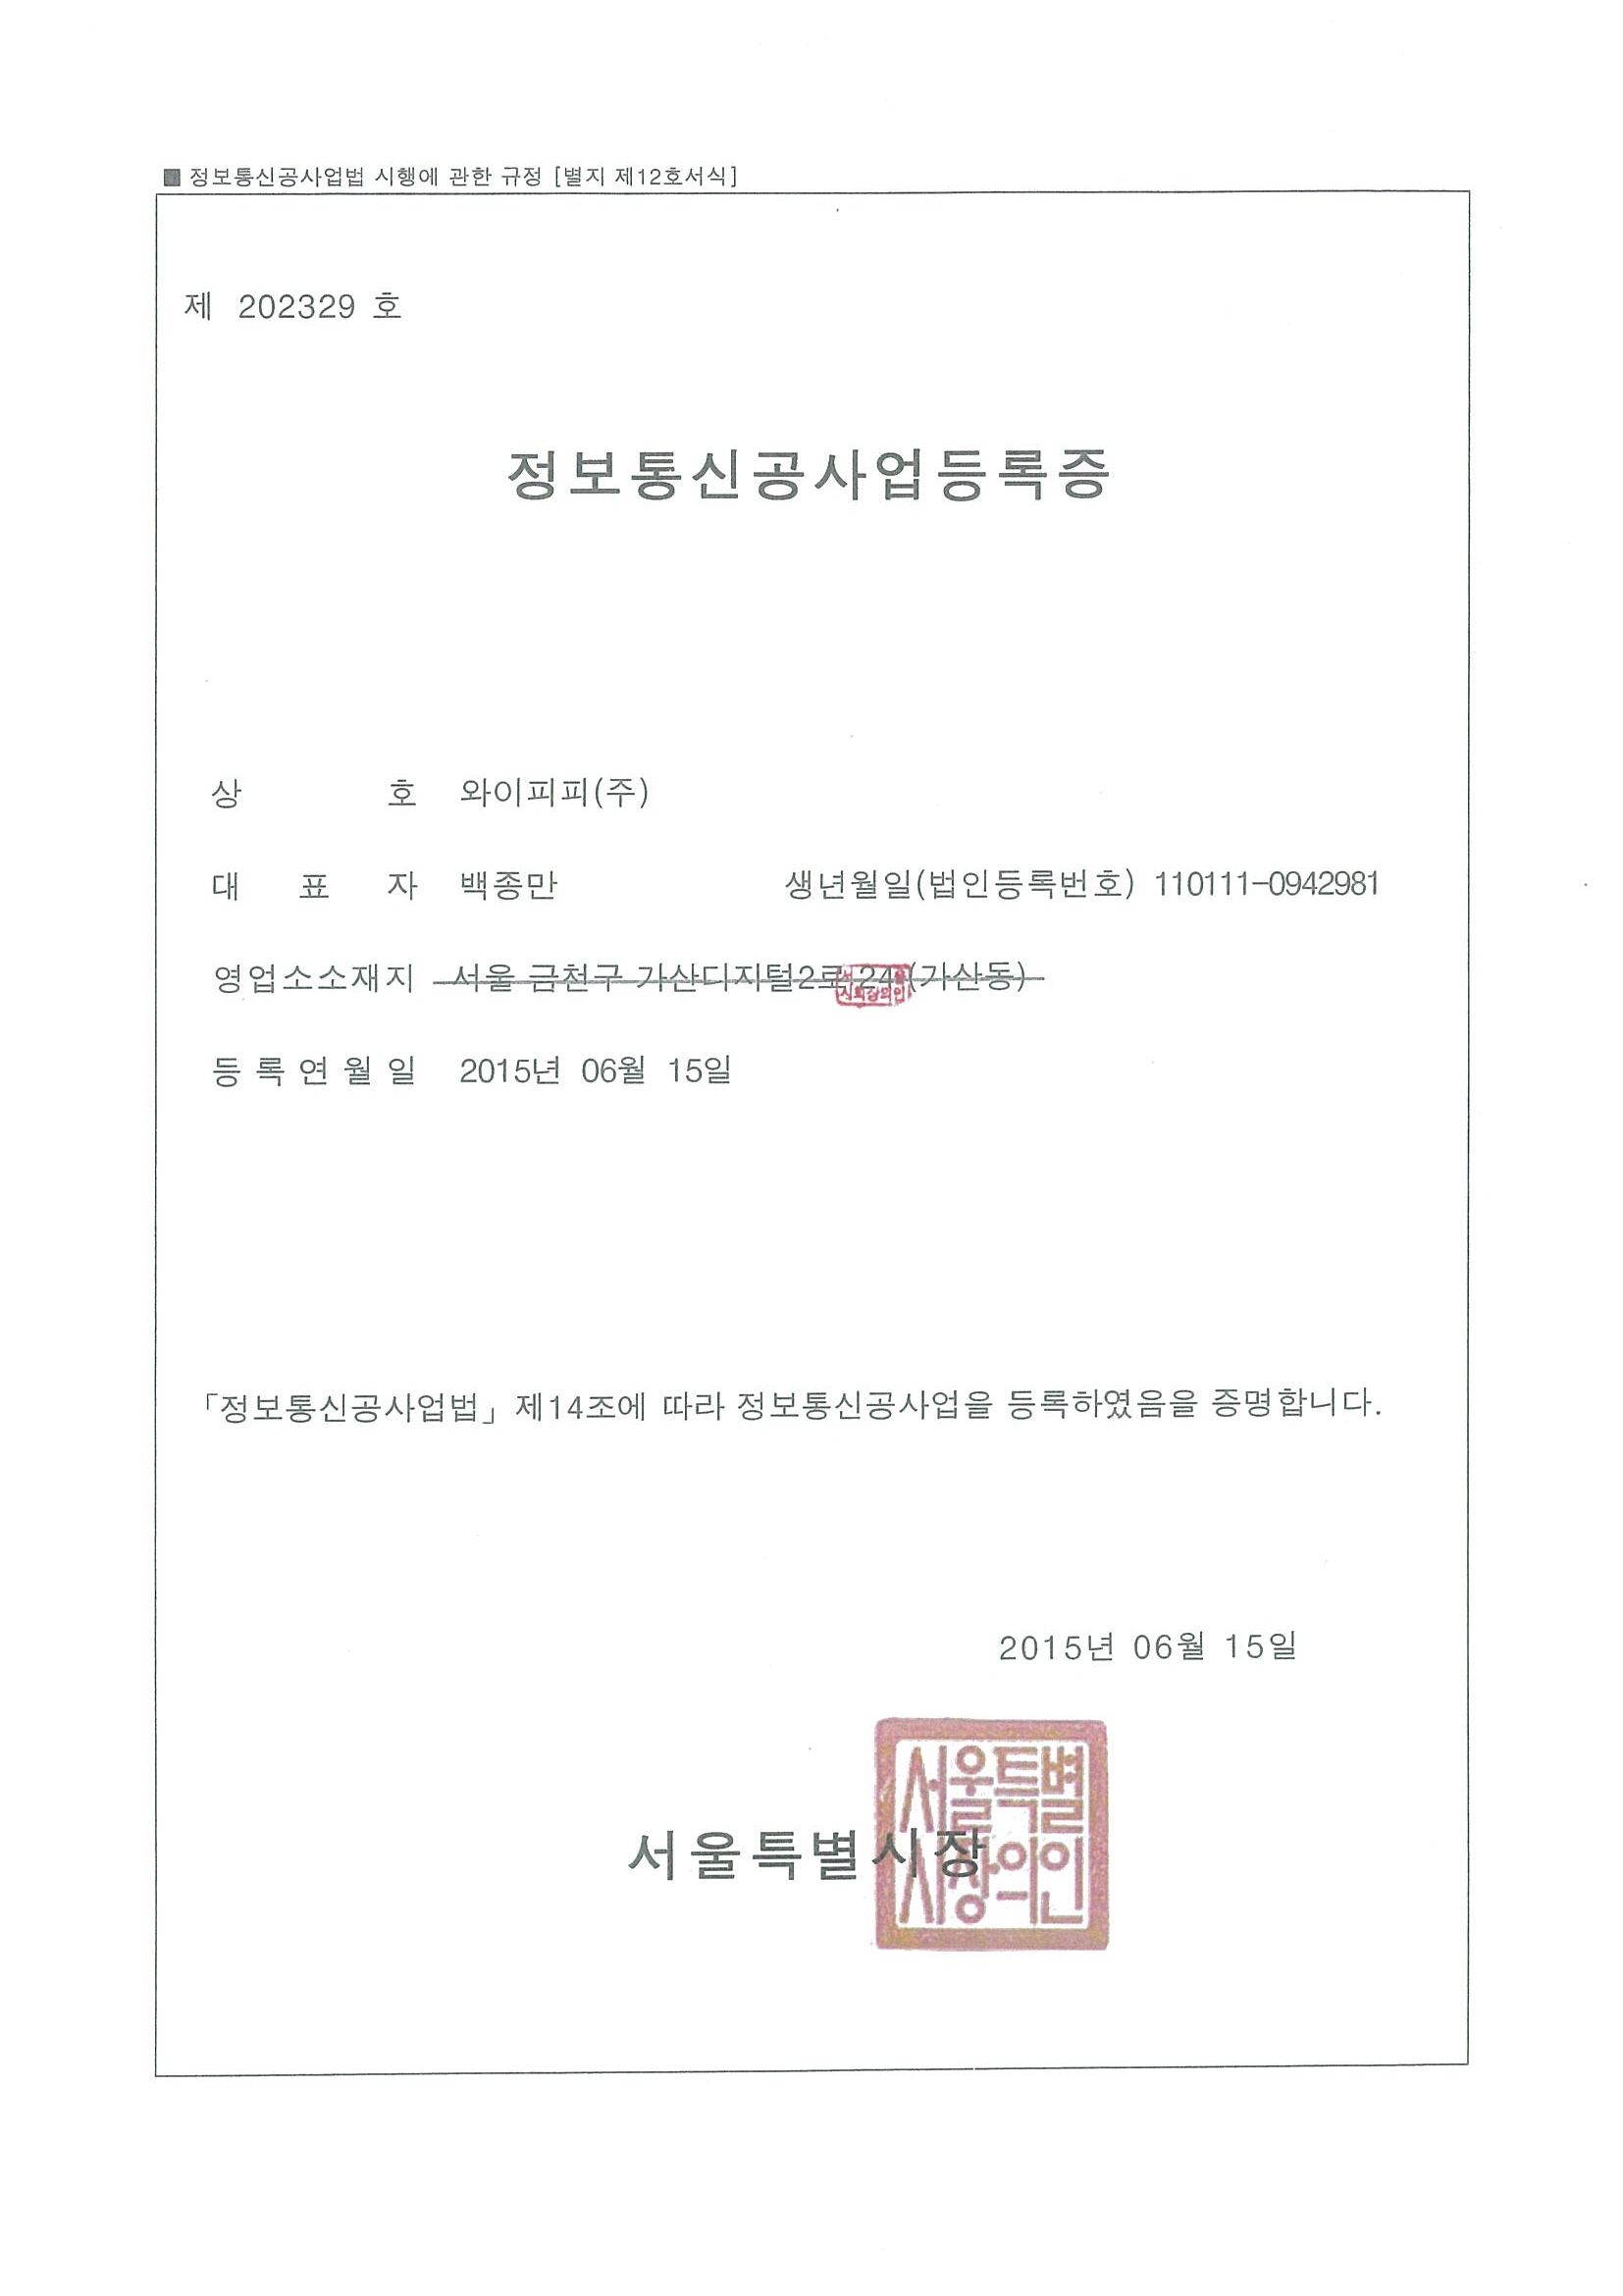 ■ 정보통신공사업법 시행에 관한 규정 [별지 제12호서식]
제 202329 호
정보통신공사업등록증
상 호 와이피피(주)
대 표 자 백종만 생년월일(법인등록번호) 110111-0942981
영업소소재지 서울 금천구 가산디지털2로 24 (가산동)
등록연월일 2015년 06월 15일
「정보통신공사업법」 제14조에 따라 정보통신공사업을 등록하였음을 증명합니다.
2015년 06월 15일
서울특별시장
서울특별
시장의인